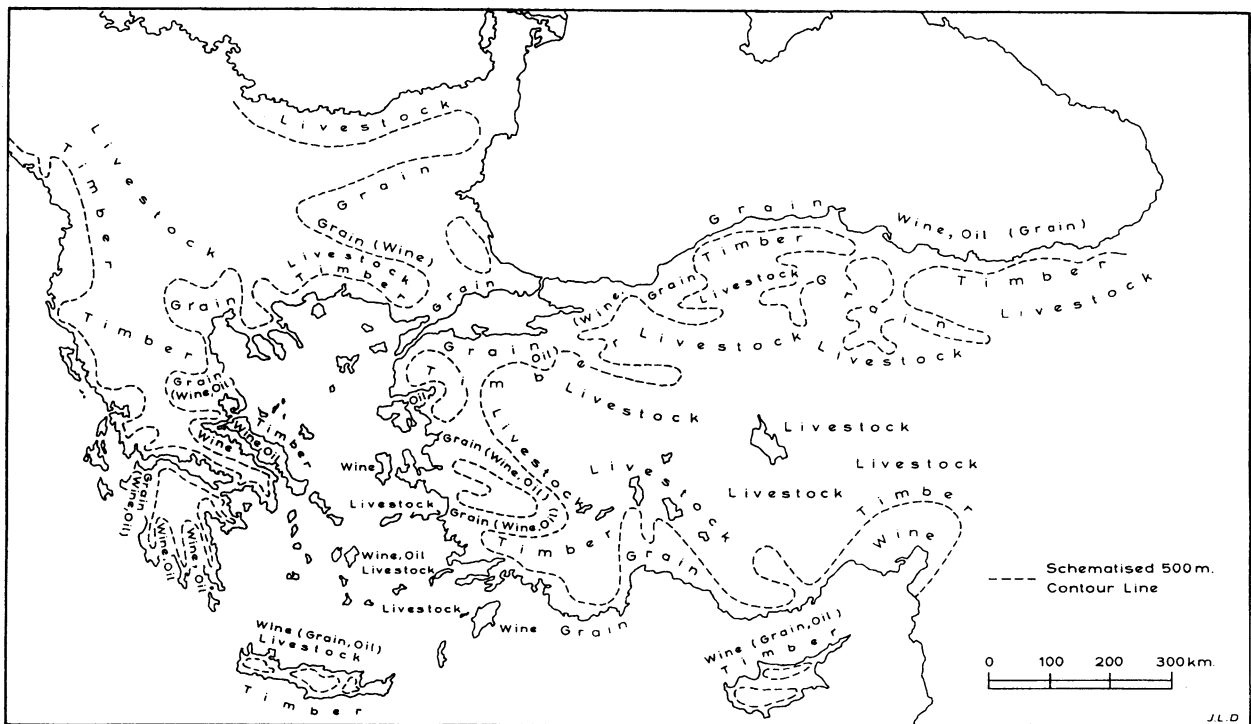 Livestock
Livestock
Timber
Grain
Grain (Wine)
Livestock
Timber
Grain
Grain
Timber
Grain
(Wine, Oil)
Wine, Oil
Wine
Timber
Grain
(Wine, Oil)
Wine, Oil
Wine, Oil
Grain
Timber
Wine, Oil (Grain)
Grain
Livestock
Grain
Timber
Livestock
(Wine)
Livestock
Livestock
Grain
(Oil)
Timber
Oil
Livestock
Livestock
Livestock
Livestock
Livestock
Livestock
Grain (Wine, Oil)
Grain (Wine, Oil)
Wine
Livestock
Timber
Grain
Timber
Wine
Wine, Oil
Livestock
Livestock
Wine
Grain
Wine (Grain, Oil)
Livestock
Timber
Wine (Grain, Oil)
Timber
Schematised 500 m.
Contour Line
0 100 200 300 km.
J.L.D